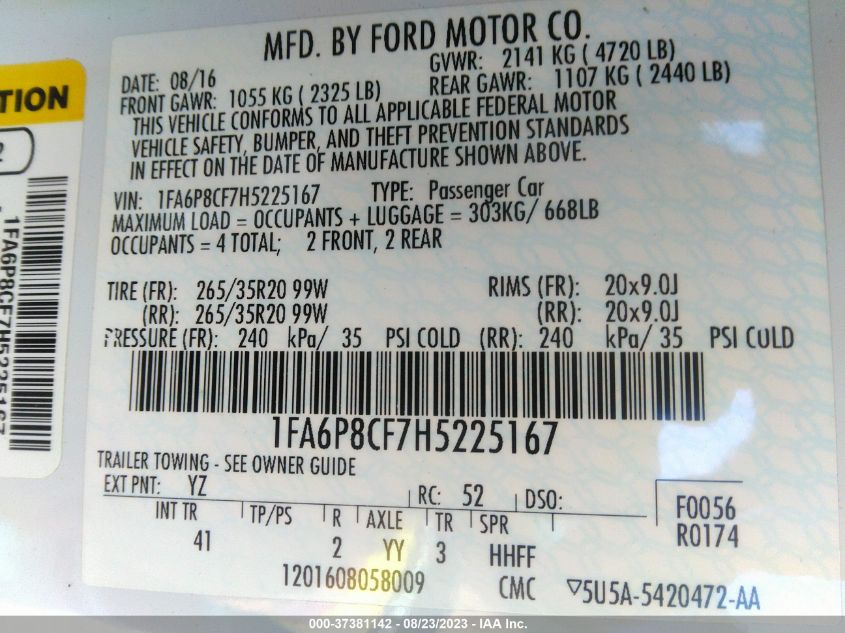 MFD. BY FORD MOTOR CO.
DATE: 08/16 GVWR: 2141 KG ( 4720 LB)
FRONT GAWR: 1055 KG ( 2325 LB) REAR GAWR: 1107 KG ( 2440 LB)
THIS VEHICLE CONFORMS TO ALL APPLICABLE FEDERAL MOTOR
VEHICLE SAFETY, BUMPER, AND THEFT PREVENTION STANDARDS
IN EFFECT ON THE DATE OF MANUFACTURE SHOWN ABOVE.
VIN: 1FA6P8CF7H5225167 TYPE: Passenger Car
MAXIMUM LOAD = OCCUPANTS + LUGGAGE = 303KG/ 668LB
OCCUPANTS = 4 TOTAL; 2 FRONT, 2 REAR
TIRE (FR): 265/35R20 99W RIMS (FR): 20x9.0J
(RR): 265/35R20 99W (RR): 20x9.0J
PRESSURE (FR): 240 kPa/ 35 PSI COLD (RR): 240 kPa/ 35 PSI COLD
1FA6P8CF7H5225167
TRAILER TOWING - SEE OWNER GUIDE
EXT PNT: YZ RC: 52 DSO: F0056
INT TR TP/PS R AXLE TR SPR R0174
41 2 YY 3 HHFF
1201608058009 CMC 5U5A-5420472-AA
TION
2
1FA6P8CF7H5225167
000-37381142 - 08/23/2023 - IAA Inc.